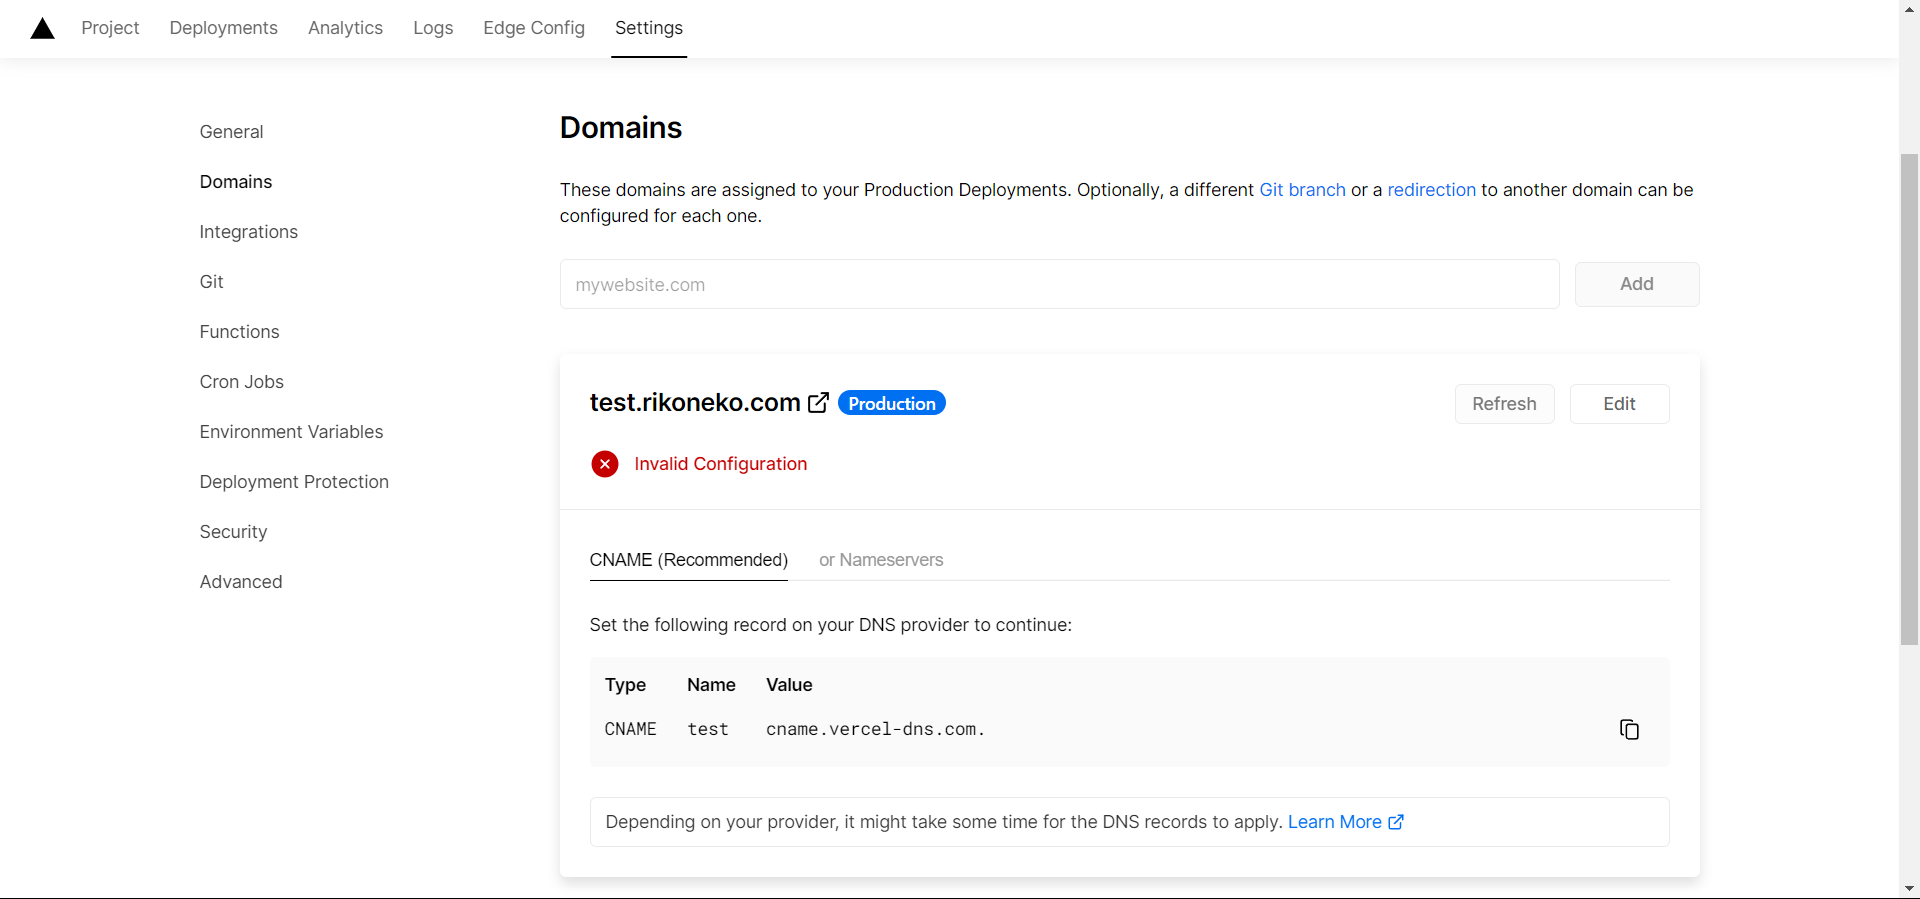 Project Deployments Analytics Logs Edge Config Settings
General
Domains
Integrations
Git
Functions
Cron Jobs
Environment Variables
Deployment Protection
Security
Advanced
Domains
These domains are assigned to your Production Deployments. Optionally, a different Git branch or a redirection to another domain can be
configured for each one.
mywebsite.com
Add
test.rikoneko.com Production
Refresh Edit
Invalid Configuration
CNAME (Recommended) or Nameservers
Set the following record on your DNS provider to continue:
Type Name Value
CNAME test cname.vercel-dns.com.
Depending on your provider, it might take some time for the DNS records to apply. Learn More